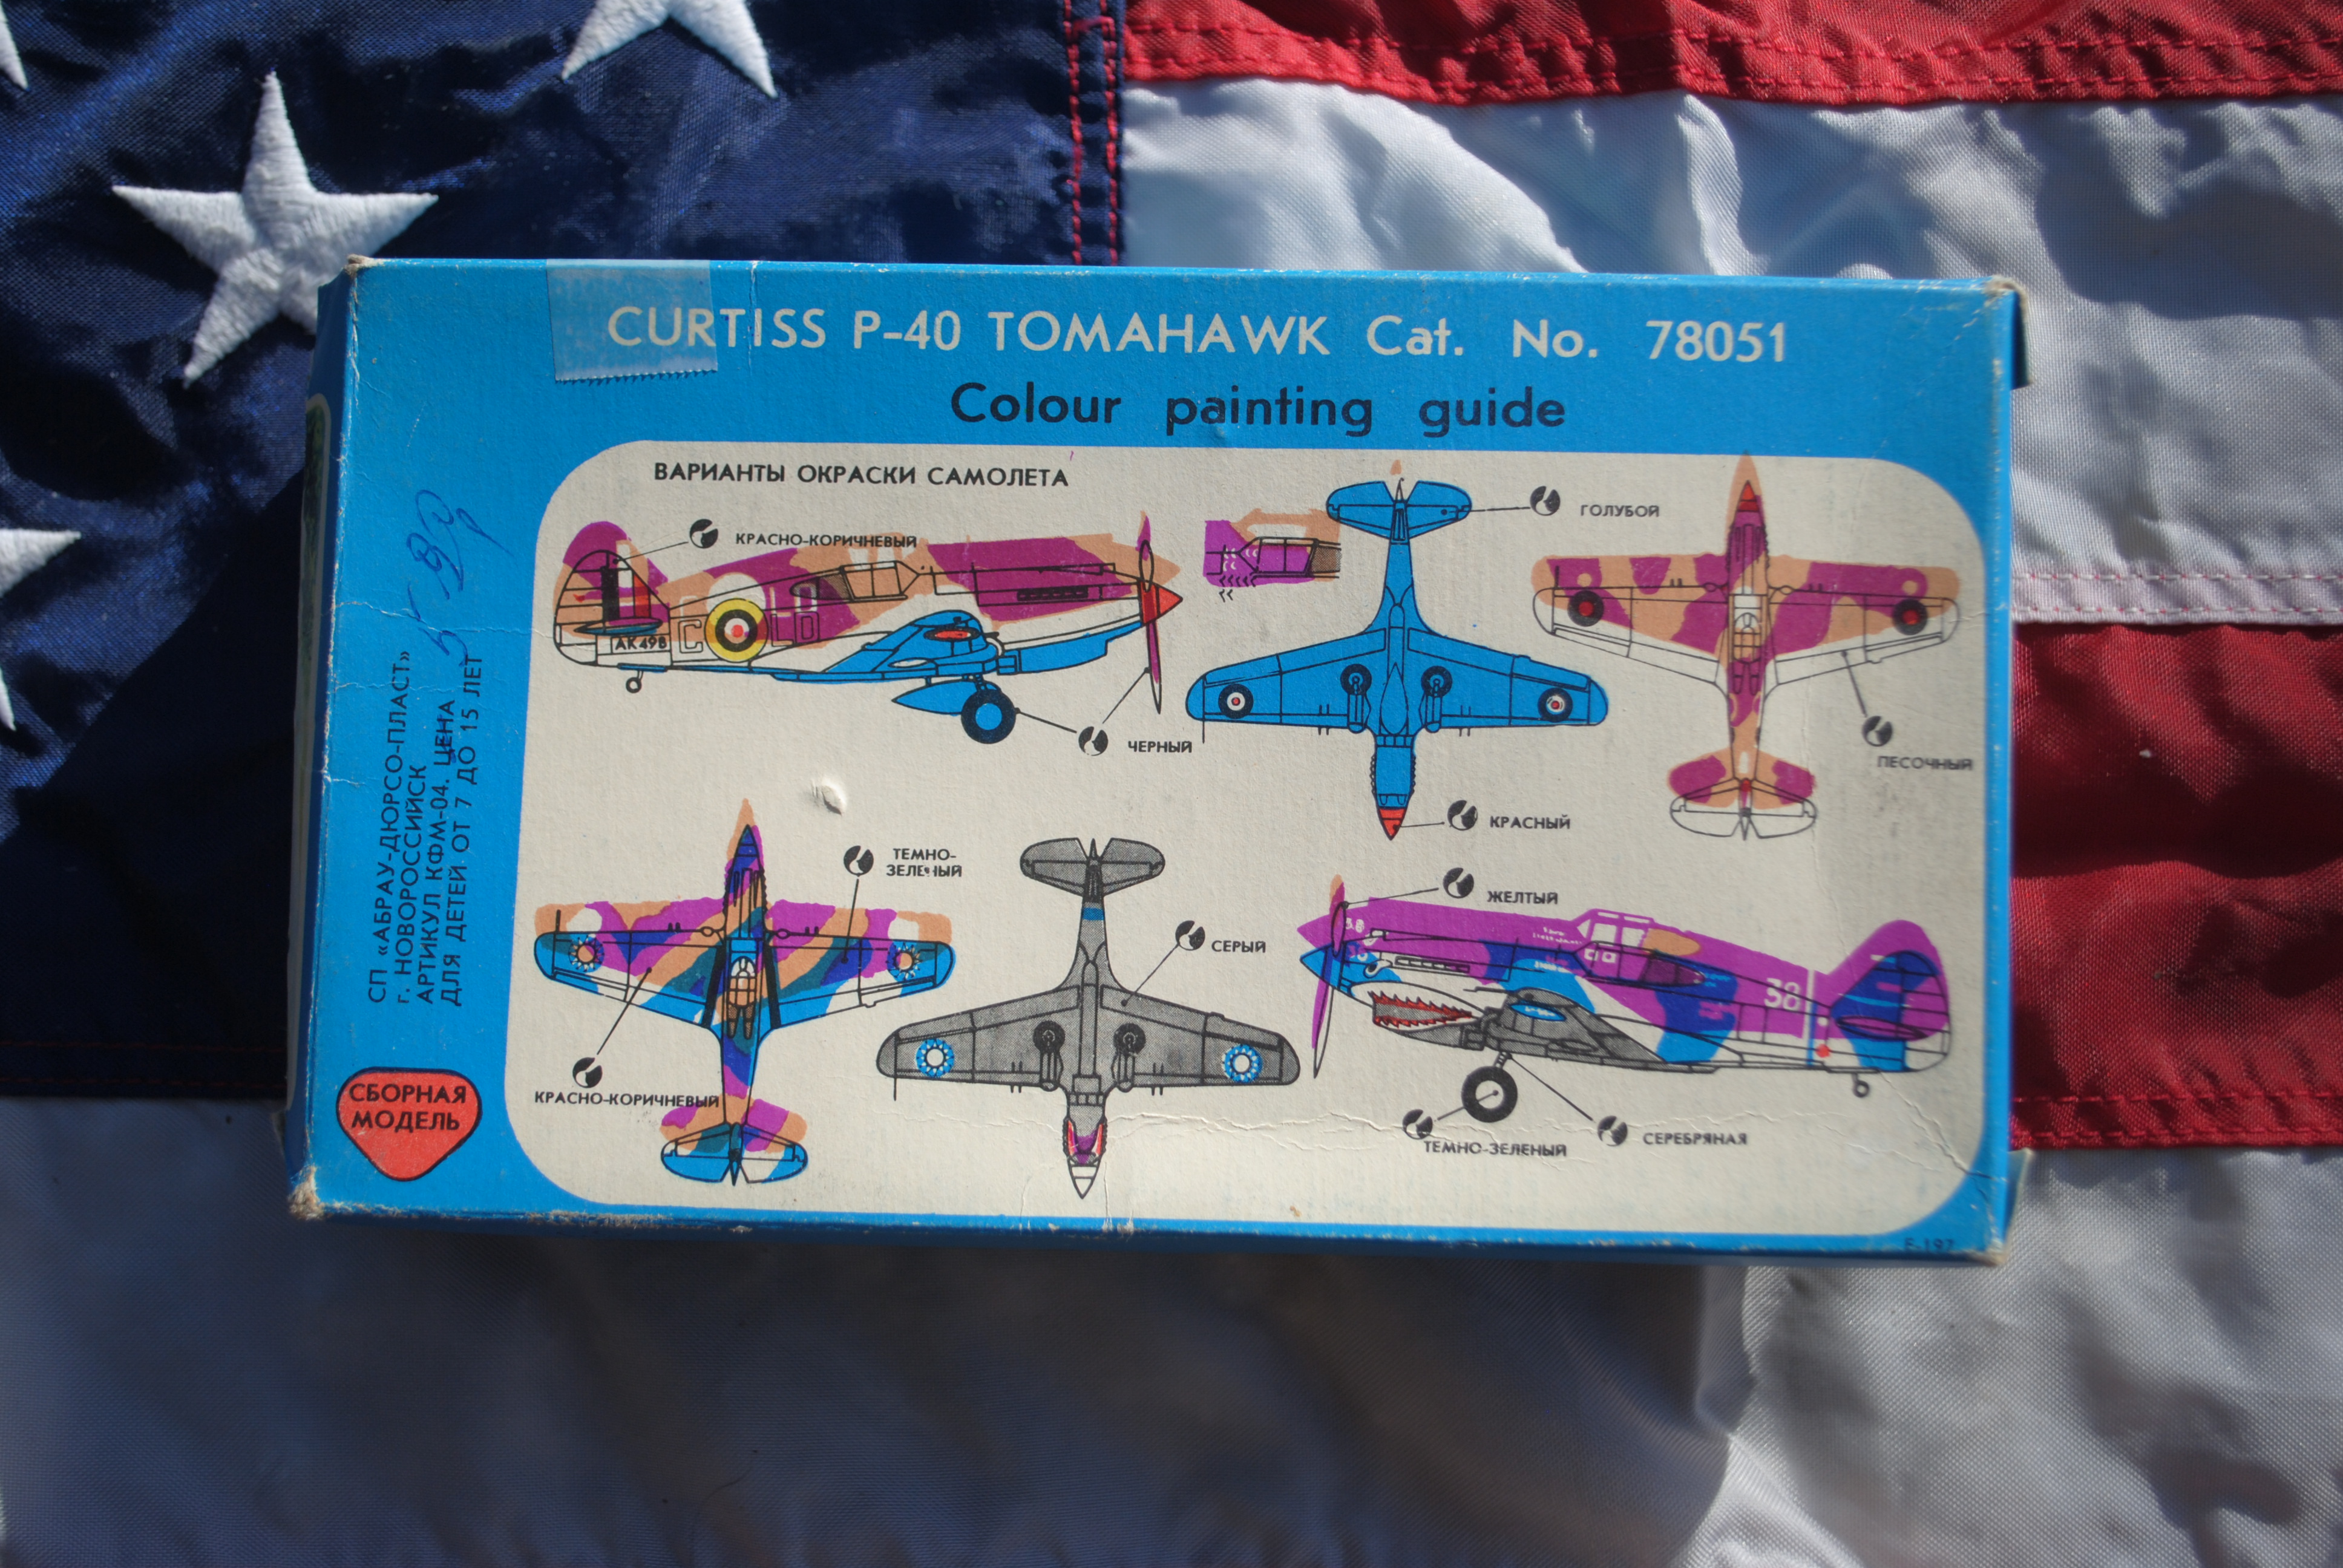 CURTISS P-40 TOMAHAWK Cat. No. 78051
Colour painting guide
ВАРИАНТЫ ОКРАСКИ САМОЛЕТА
КРАСНО-КОРИЧНЕВЫЙ
ГОЛУБОЙ
AK498
ЧЕРНЫЙ
ПЕСОЧНЫЙ
КРАСНЫЙ
ТЕМНО-
ЗЕЛЕНЫЙ
ЖЕЛТЫЙ
СЕРЫЙ
38
КРАСНО-КОРИЧНЕВЫЙ
ТЕМНО-ЗЕЛЕНЫЙ
СЕРЕБРЯНАЯ
СП «АБРАУ-ДЮРСО-ПЛАСТ»
г. НОВОРОССИЙСК
АРТИКУЛ КФМ-04. ЦЕНА
ДЛЯ ДЕТЕЙ ОТ 7 ДО 15 ЛЕТ
СБОРНАЯ
МОДЕЛЬ